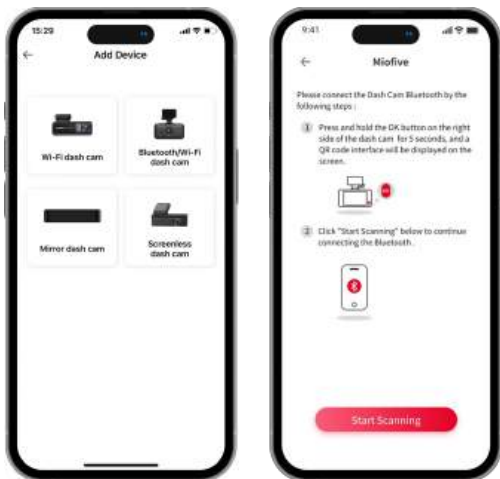 15:29
Add Device
Wi-Fi dash cam
Bluetooth/Wi-Fi
dash cam
Mirror dash cam
Screenless
dash cam
9:41
Miofive
Please connect the Dash Cam Bluetooth by the
following steps :
1 Press and hold the OK button on the right
side of the dash cam for 5 seconds, and a
QR code interface will be displayed on the
screen.
2 Click "Start Scanning" below to continue
connecting the Bluetooth.
Start Scanning